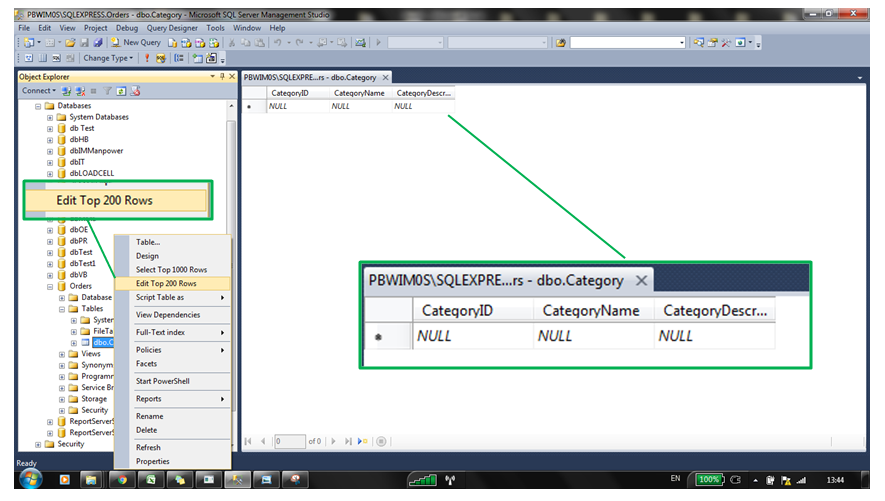 PBWIM0S\SQLEXPRESS.Orders - dbo.Category - Microsoft SQL Server Management Studio
File Edit View Project Debug Query Designer Tools Window Help
New Query
Change Type
Object Explorer
Connect
Databases
System Databases
db Test
dbHB
dbIMManpower
dbIT
dbLOADCELL
Edit Top 200 Rows
dbOE
dbPR
dbTest
dbTest1
dbVB
Orders
Database
Tables
System
FileTa
dbo.C
Views
Synonym
Programr
Service Br
Storage
Security
ReportServer
ReportServer
Security
Table...
Design
Select Top 1000 Rows
Edit Top 200 Rows
Script Table as
View Dependencies
Full-Text index
Policies
Facets
Start PowerShell
Reports
Rename
Delete
Refresh
Properties
PBWIM0S\SQLEXPRE...rs - dbo.Category
CategoryID CategoryName CategoryDescr...
NULL NULL NULL
PBWIM0S\SQLEXPRE...rs - dbo.Category
CategoryID CategoryName CategoryDescr...
NULL NULL NULL
0 of 0
Ready
EN 100% 13:44